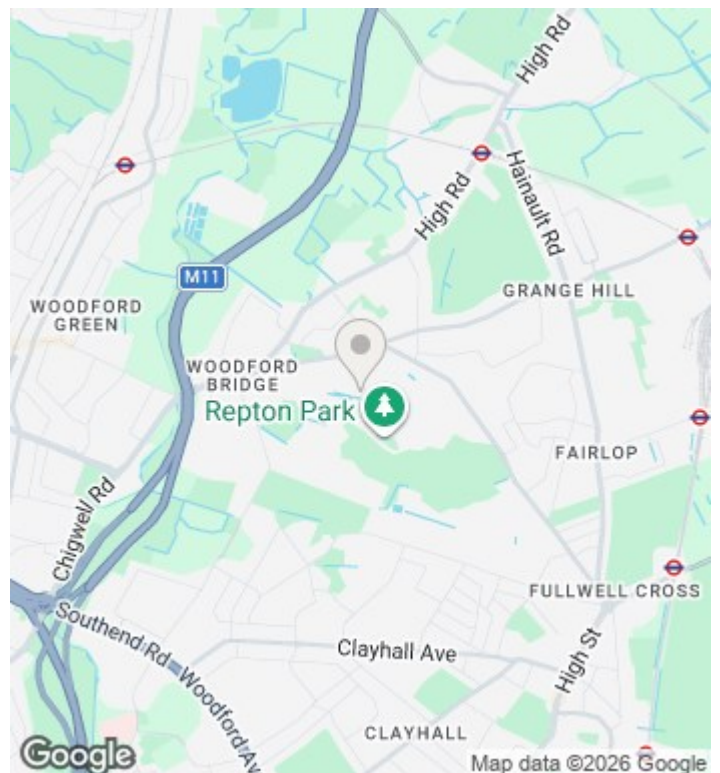 High Rd
High Rd
Hainault Rd
M11
GRANGE HILL
WOODFORD
GREEN
WOODFORD
BRIDGE
Repton Park
FAIRLOP
Chigwell Rd
FULLWELL CROSS
Southend Rd
Woodford Av
Clayhall Ave
High St
CLAYHALL
Google
Map data ©2026 Google